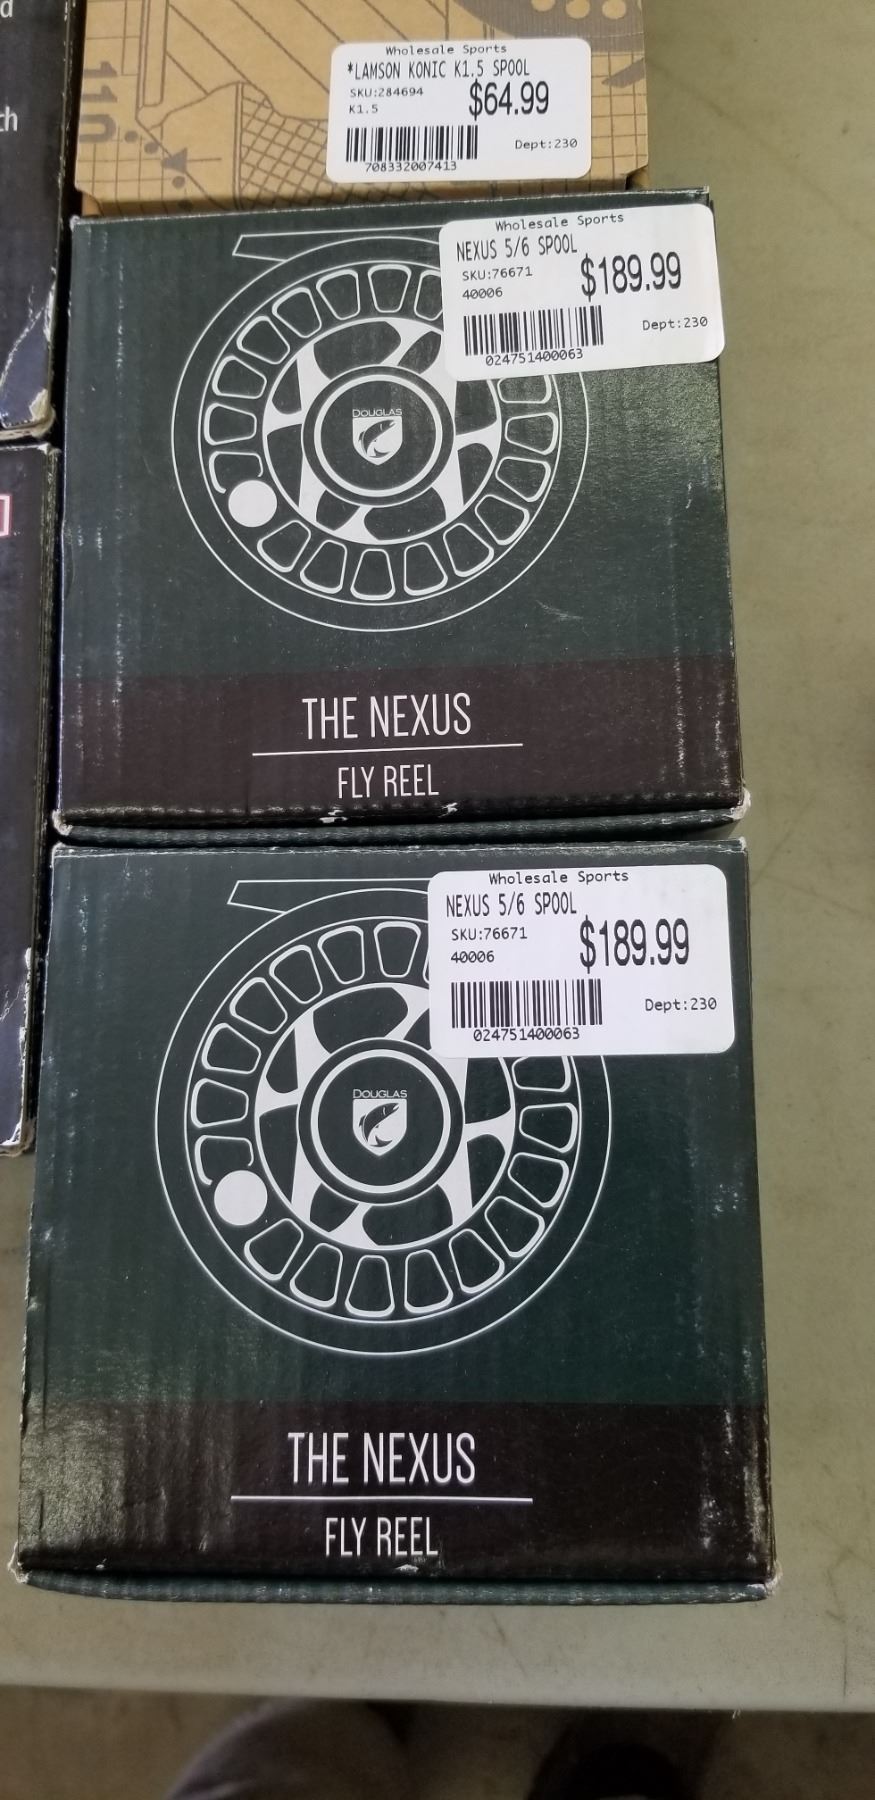 d
th
110
Wholesale Sports
*LAMSON KONIC K1.5 SPOOL
SKU:284694
$64.99
K1.5
Dept:230
708332007413
Wholesale Sports
NEXUS 5/6 SPOOL
SKU:76671
$189.99
40006
Dept:230
024751400063
DOUGLAS
THE NEXUS
FLY REEL
Wholesale Sports
NEXUS 5/6 SPOOL
SKU:76671
$189.99
40006
Dept:230
024751400063
DOUGLAS
THE NEXUS
FLY REEL